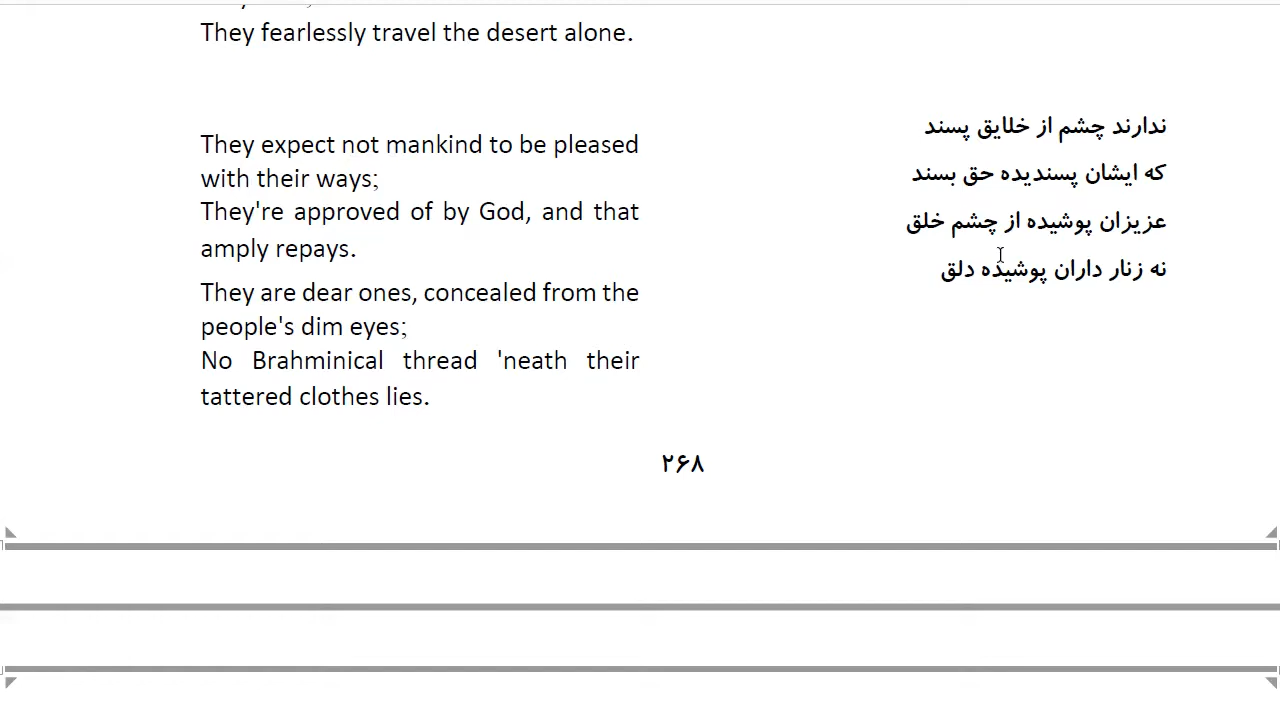 They fearlessly travel the desert alone.
They expect not mankind to be pleased
with their ways;
They're approved of by God, and that
amply repays.
They are dear ones, concealed from the
people's dim eyes;
No Brahminical thread 'neath their
tattered clothes lies.
ندارند چشم از خلایق پسند
که ایشان پسندیده حق بسند
عزیزان پوشیده از چشم خلق
نه زنار داران پوشیده دلق
۲۶۸